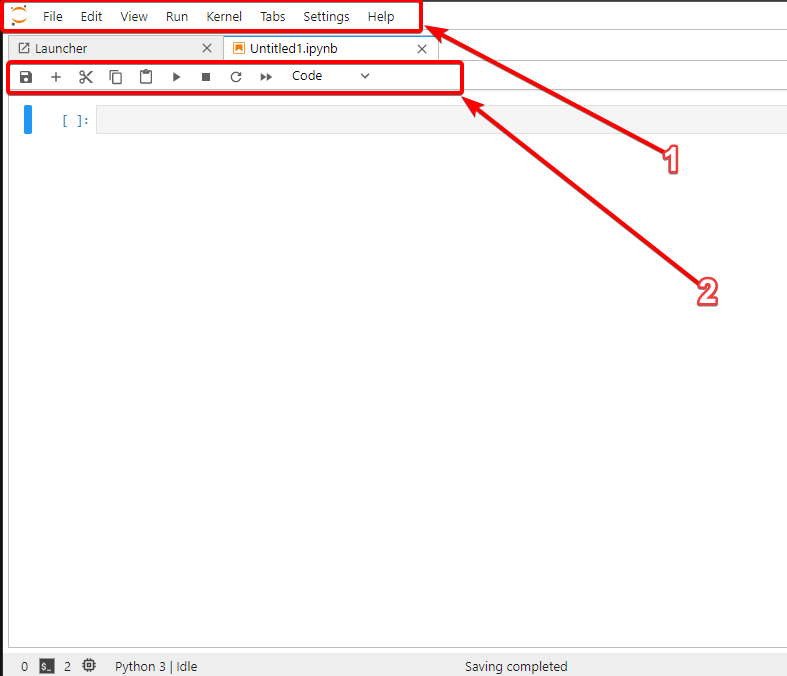 File Edit View Run Kernel Tabs Settings Help
Launcher Untitled1.ipynb
Code
[ ]:
1
2
0 $_ 2 Python 3 | Idle Saving completed